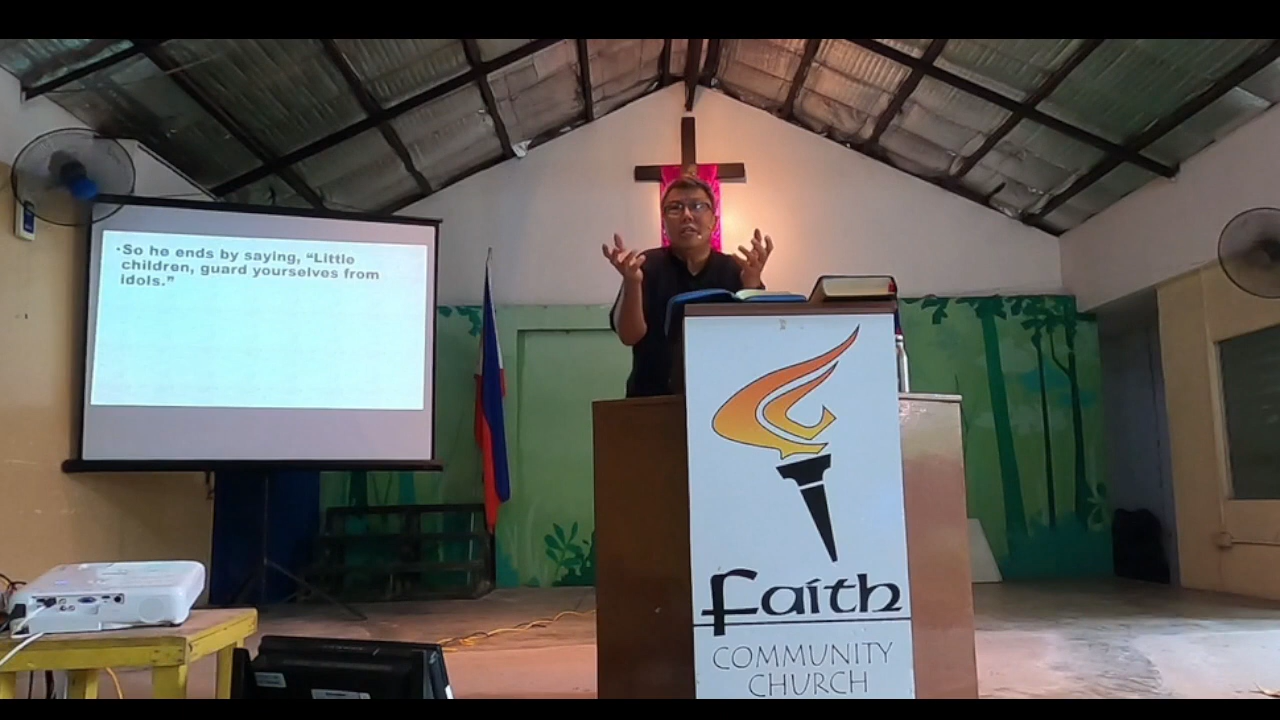 ·So he ends by saying, “Little
children, guard yourselves from
idols.”
Faith
COMMUNITY
CHURCH